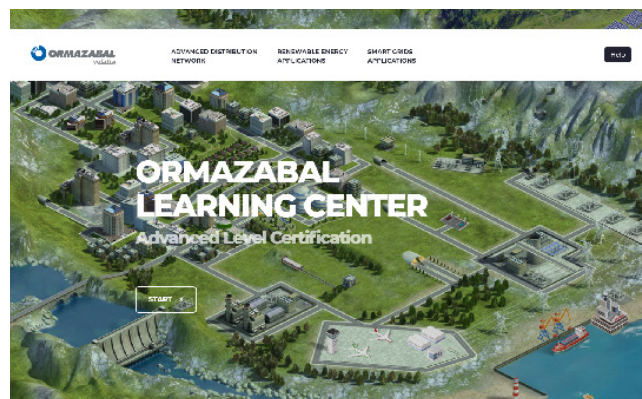 ORMAZABAL
velatia
ADVANCED DISTRIBUTION
NETWORK
RENEWABLE ENERGY
APPLICATIONS
SMART GRIDS
APPLICATIONS
Help
ORMAZABAL
LEARNING CENTER
Advanced Level Certification
START